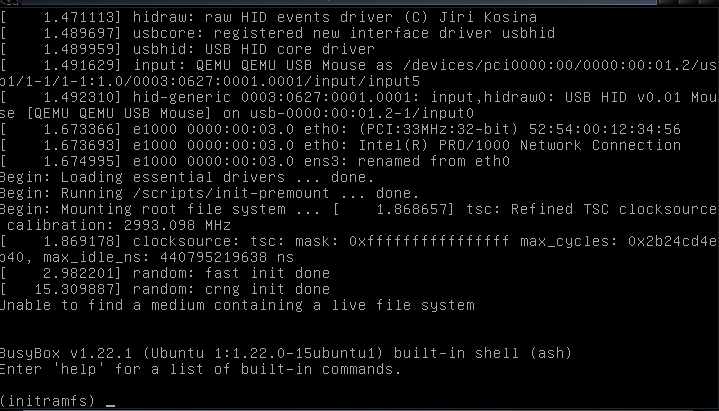 [    1.471113] hidraw: raw HID events driver (C) Jiri Kosina
[    1.489697] usbcore: registered new interface driver usbhid
[    1.489959] usbhid: USB HID core driver
[    1.491629] input: QEMU QEMU USB Mouse as /devices/pci0000:00/0000:00:01.2/us
b1/1-1/1-1:1.0/0003:0627:0001.0001/input/input5
[    1.492310] hid-generic 0003:0627:0001.0001: input,hidraw0: USB HID v0.01 Mou
se [QEMU QEMU USB Mouse] on usb-0000:00:01.2-1/input0
[    1.673366] e1000 0000:00:03.0 eth0: (PCI:33MHz:32-bit) 52:54:00:12:34:56
[    1.673693] e1000 0000:00:03.0 eth0: Intel(R) PRO/1000 Network Connection
[    1.674995] e1000 0000:00:03.0 ens3: renamed from eth0
Begin: Loading essential drivers ... done.
Begin: Running /scripts/init-premount ... done.
Begin: Mounting root file system ... [    1.868657] tsc: Refined TSC clocksource
calibration: 2993.098 MHz
[    1.869178] clocksource: tsc: mask: 0xffffffffffffffff max_cycles: 0x2b24cd4e
b40, max_idle_ns: 440795219638 ns
[    2.982201] random: fast init done
[   15.309887] random: crng init done
Unable to find a medium containing a live file system
BusyBox v1.22.1 (Ubuntu 1:1.22.0-15ubuntu1) built-in shell (ash)
Enter 'help' for a list of built-in commands.
(initramfs) _